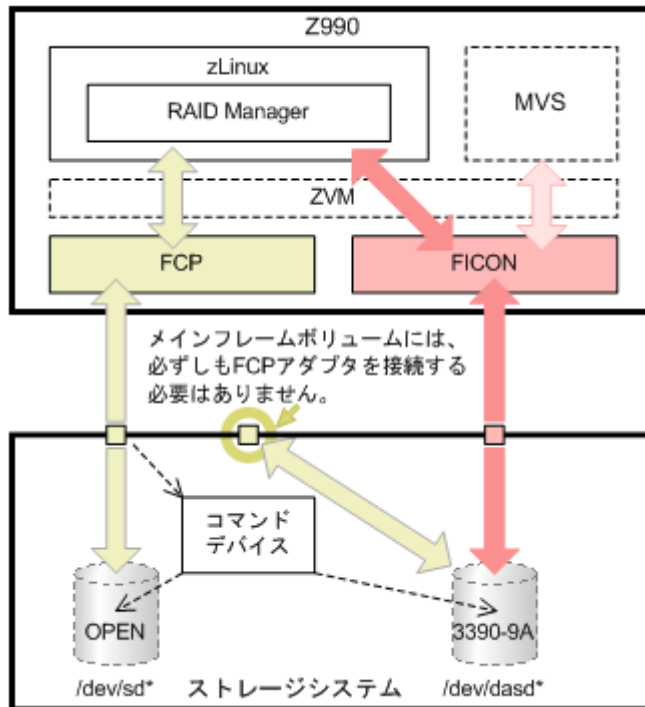 Z990
zLinux
RAID Manager
MVS
ZVM
FCP
FICON
メインフレームボリュームには、
必ずしもFCPアダプタを接続する
必要はありません。
コマンド
デバイス
OPEN
3390-9A
/dev/sd*
ストレージシステム
/dev/dasd*